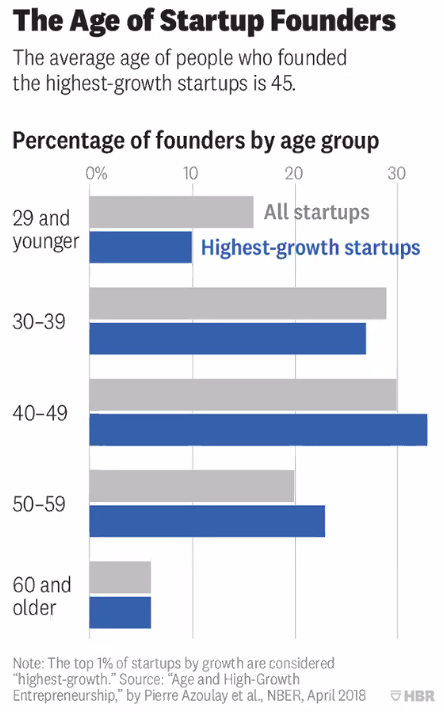 The Age of Startup Founders
The average age of people who founded
the highest-growth startups is 45.
Percentage of founders by age group
0% 10 20 30
29 and
younger
All startups
Highest-growth startups
30–39
40–49
50–59
60 and
older
Note: The top 1% of startups by growth are considered
“highest-growth.” Source: “Age and High-Growth
Entrepreneurship,” by Pierre Azoulay et al., NBER, April 2018
HBR